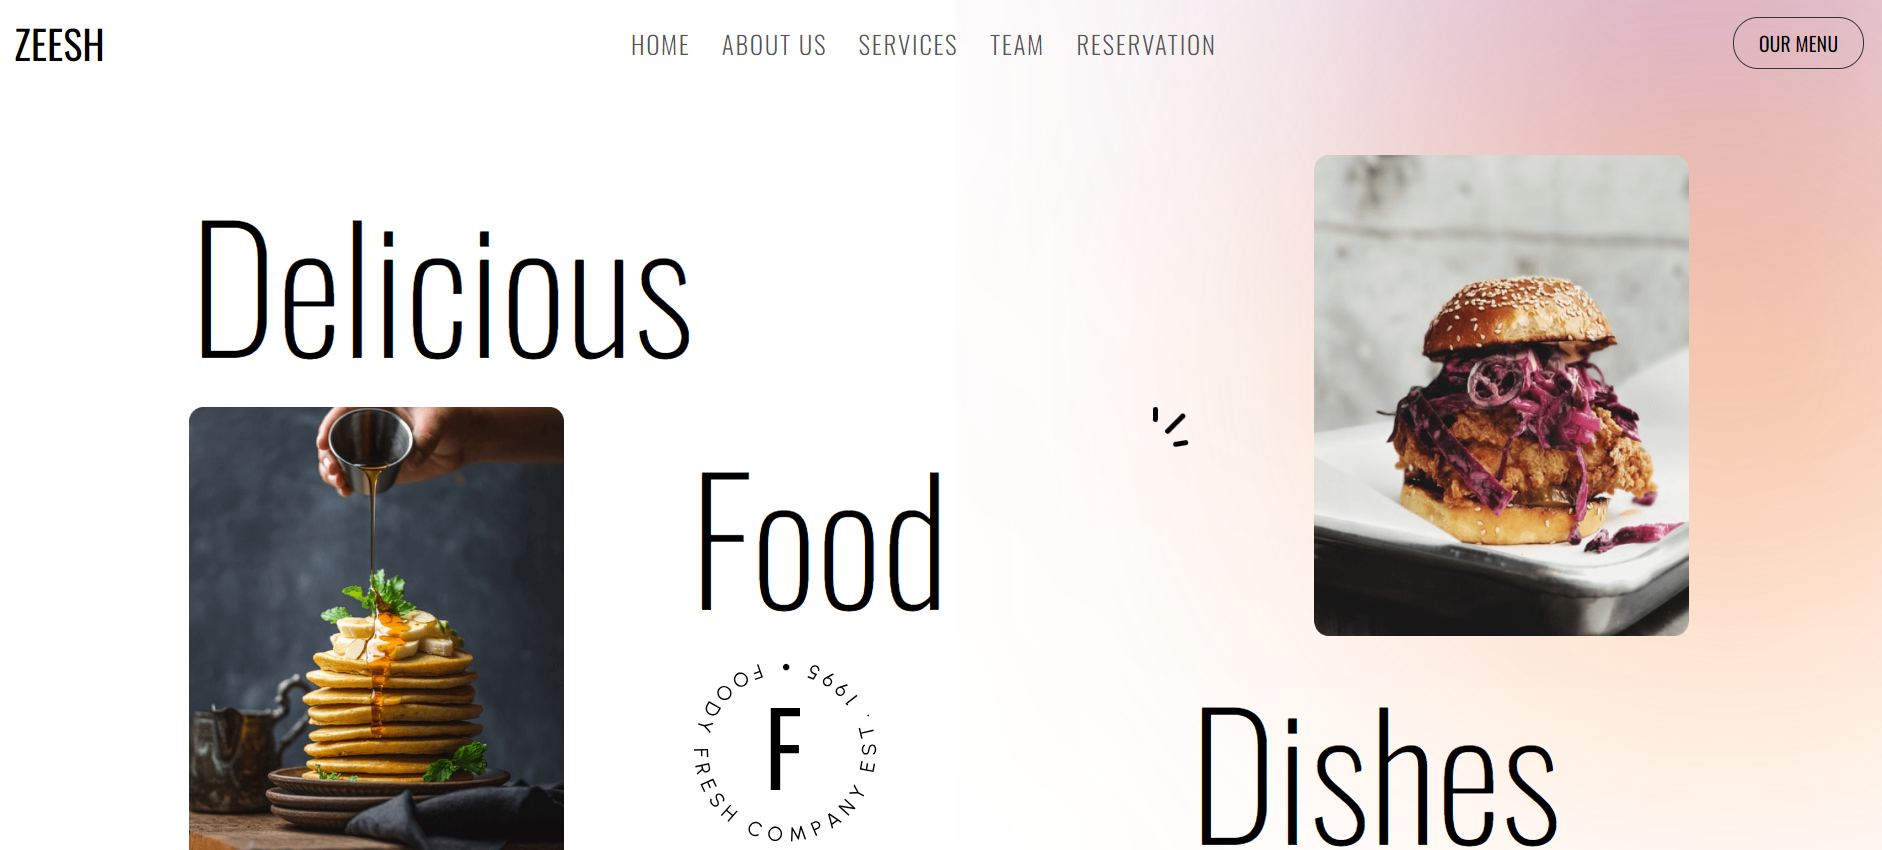 ZEESH
HOME ABOUT US SERVICES TEAM RESERVATION
OUR MENU
Delicious
Food
FOODY FRESH COMPANY EST. 1995 •
F
Dishes